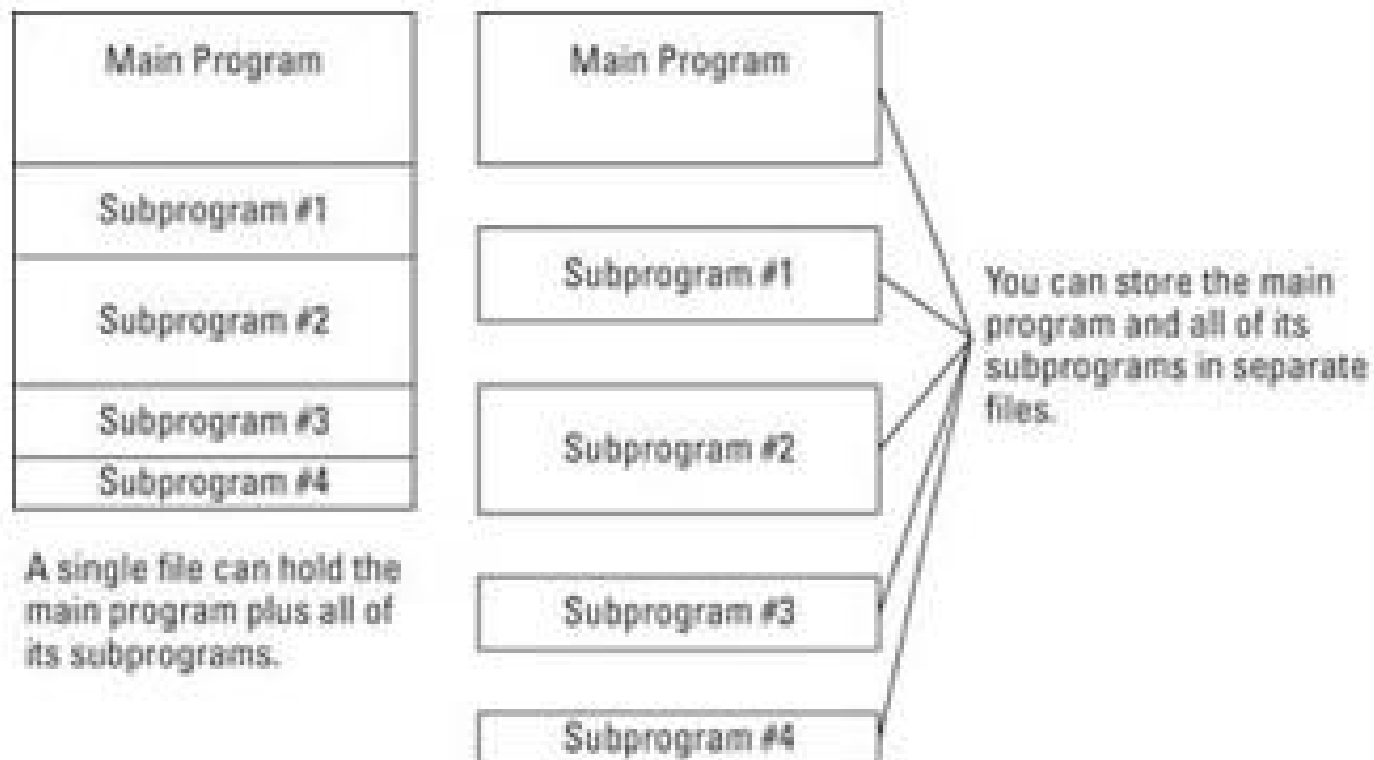 Main Program
Subprogram #1
Subprogram #2
Subprogram #3
Subprogram #4
A single file can hold the
main program plus all of
its subprograms.
Main Program
Subprogram #1
Subprogram #2
Subprogram #3
Subprogram #4
You can store the main
program and all of its
subprograms in separate
files.